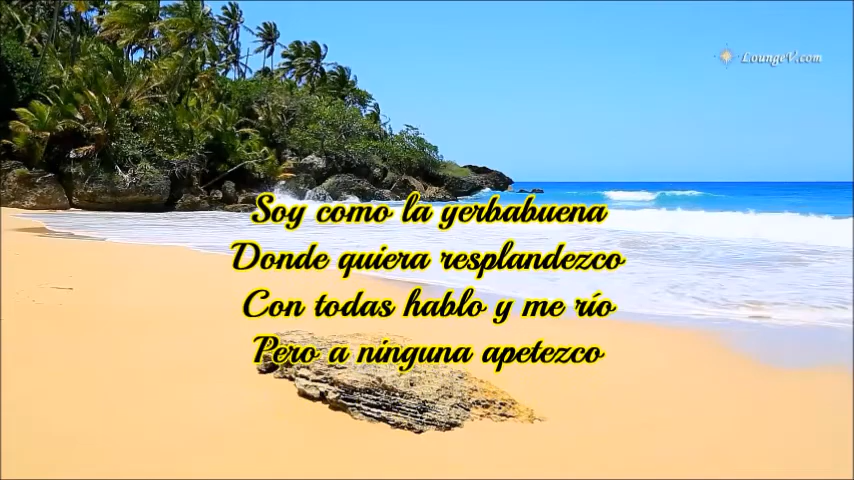 LoungeV.com
Soy como la yerbabuena
Donde quiera resplandezco
Con todas hablo y me río
Pero a ninguna apetezco